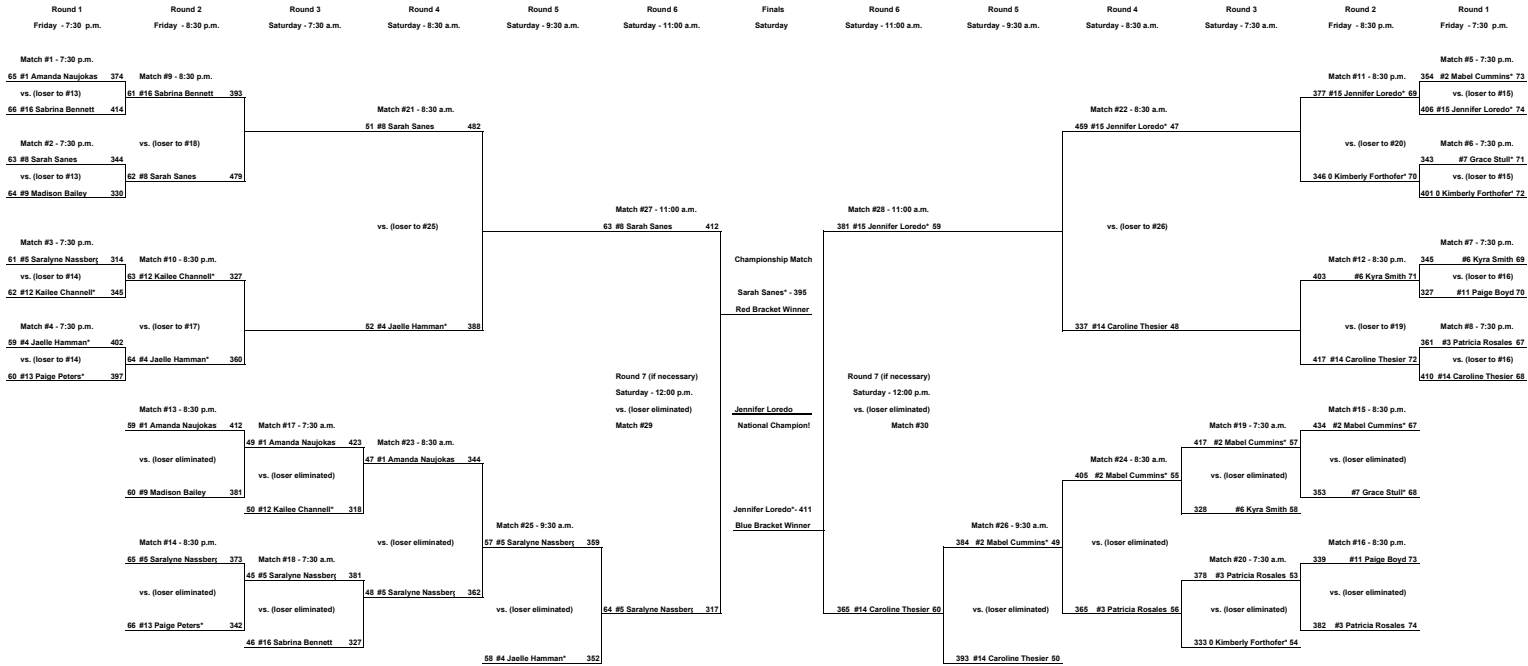 Round 1 Round 2 Round 3 Round 4 Round 5 Round 6 Finals Round 6 Round 5 Round 4 Round 3 Round 2 Round 1
Friday - 7:30 p.m. Friday - 8:30 p.m. Saturday - 7:30 a.m. Saturday - 8:30 a.m. Saturday - 9:30 a.m. Saturday - 11:00 a.m. Saturday Saturday - 11:00 a.m. Saturday - 9:30 a.m. Saturday - 8:30 a.m. Saturday - 7:30 a.m. Friday - 8:30 p.m. Friday - 7:30 p.m.
Match #1 - 7:30 p.m. Match #5 - 7:30 p.m.
65 #1 Amanda Naujokas 374 Match #9 - 8:30 p.m. Match #11 - 8:30 p.m. 354 #2 Mabel Cummins* 73
vs. (loser to #13) 61 #16 Sabrina Bennett 393 377 #15 Jennifer Loredo* 69 vs. (loser to #15)
66 #16 Sabrina Bennett 414 Match #21 - 8:30 a.m. Match #22 - 8:30 a.m. 406 #15 Jennifer Loredo* 74
51 #8 Sarah Sanes 482 459 #15 Jennifer Loredo* 47
Match #2 - 7:30 p.m. vs. (loser to #18) vs. (loser to #20) Match #6 - 7:30 p.m.
63 #8 Sarah Sanes 344 343 #7 Grace Stull* 71
vs. (loser to #13) 62 #8 Sarah Sanes 479 346 0 Kimberly Forthofer* 70 vs. (loser to #15)
64 #9 Madison Bailey 330 401 0 Kimberly Forthofer* 72
Match #27 - 11:00 a.m. Match #28 - 11:00 a.m.
vs. (loser to #25) 63 #8 Sarah Sanes 412 381 #15 Jennifer Loredo* 59 vs. (loser to #26)
Match #3 - 7:30 p.m. Match #7 - 7:30 p.m.
61 #5 Saralyne Nassberg 314 Match #10 - 8:30 p.m. Championship Match Match #12 - 8:30 p.m. 345 #6 Kyra Smith 69
vs. (loser to #14) 63 #12 Kailee Channell* 327 403 #6 Kyra Smith 71 vs. (loser to #16)
62 #12 Kailee Channell* 345 Sarah Sanes* - 395 327 #11 Paige Boyd 70
Red Bracket Winner
Match #4 - 7:30 p.m. vs. (loser to #17) 52 #4 Jaelle Hamman* 388 337 #14 Caroline Thesier 48 vs. (loser to #19) Match #8 - 7:30 p.m.
59 #4 Jaelle Hamman* 402 361 #3 Patricia Rosales 67
vs. (loser to #14) 64 #4 Jaelle Hamman* 360 417 #14 Caroline Thesier 72 vs. (loser to #16)
60 #13 Paige Peters* 397 Round 7 (if necessary) Round 7 (if necessary) 410 #14 Caroline Thesier 68
Saturday - 12:00 p.m. Saturday - 12:00 p.m.
Match #13 - 8:30 p.m. vs. (loser eliminated) Jennifer Loredo vs. (loser eliminated) Match #15 - 8:30 p.m.
59 #1 Amanda Naujokas 412 Match #17 - 7:30 a.m. Match #29 National Champion! Match #30 Match #19 - 7:30 a.m. 434 #2 Mabel Cummins* 67
49 #1 Amanda Naujokas 423 Match #23 - 8:30 a.m. 417 #2 Mabel Cummins* 57
vs. (loser eliminated) 47 #1 Amanda Naujokas 344 Match #24 - 8:30 a.m. vs. (loser eliminated)
vs. (loser eliminated) 405 #2 Mabel Cummins* 55 vs. (loser eliminated)
60 #9 Madison Bailey 381 353 #7 Grace Stull* 68
50 #12 Kailee Channell* 318 Jennifer Loredo*- 411 328 #6 Kyra Smith 58
Match #25 - 9:30 a.m. Blue Bracket Winner Match #26 - 9:30 a.m.
Match #14 - 8:30 p.m. vs. (loser eliminated) 57 #5 Saralyne Nassberg 359 384 #2 Mabel Cummins* 49 vs. (loser eliminated) Match #16 - 8:30 p.m.
65 #5 Saralyne Nassberg 373 Match #18 - 7:30 a.m. Match #20 - 7:30 a.m. 339 #11 Paige Boyd 73
45 #5 Saralyne Nassberg 381 378 #3 Patricia Rosales 53
vs. (loser eliminated) 48 #5 Saralyne Nassberg 362 vs. (loser eliminated)
vs. (loser eliminated) vs. (loser eliminated) 64 #5 Saralyne Nassberg 317 365 #14 Caroline Thesier 60 vs. (loser eliminated) 365 #3 Patricia Rosales 56 vs. (loser eliminated)
66 #13 Paige Peters* 342 382 #3 Patricia Rosales 74
46 #16 Sabrina Bennett 327 333 0 Kimberly Forthofer* 54
58 #4 Jaelle Hamman* 352 393 #14 Caroline Thesier 50